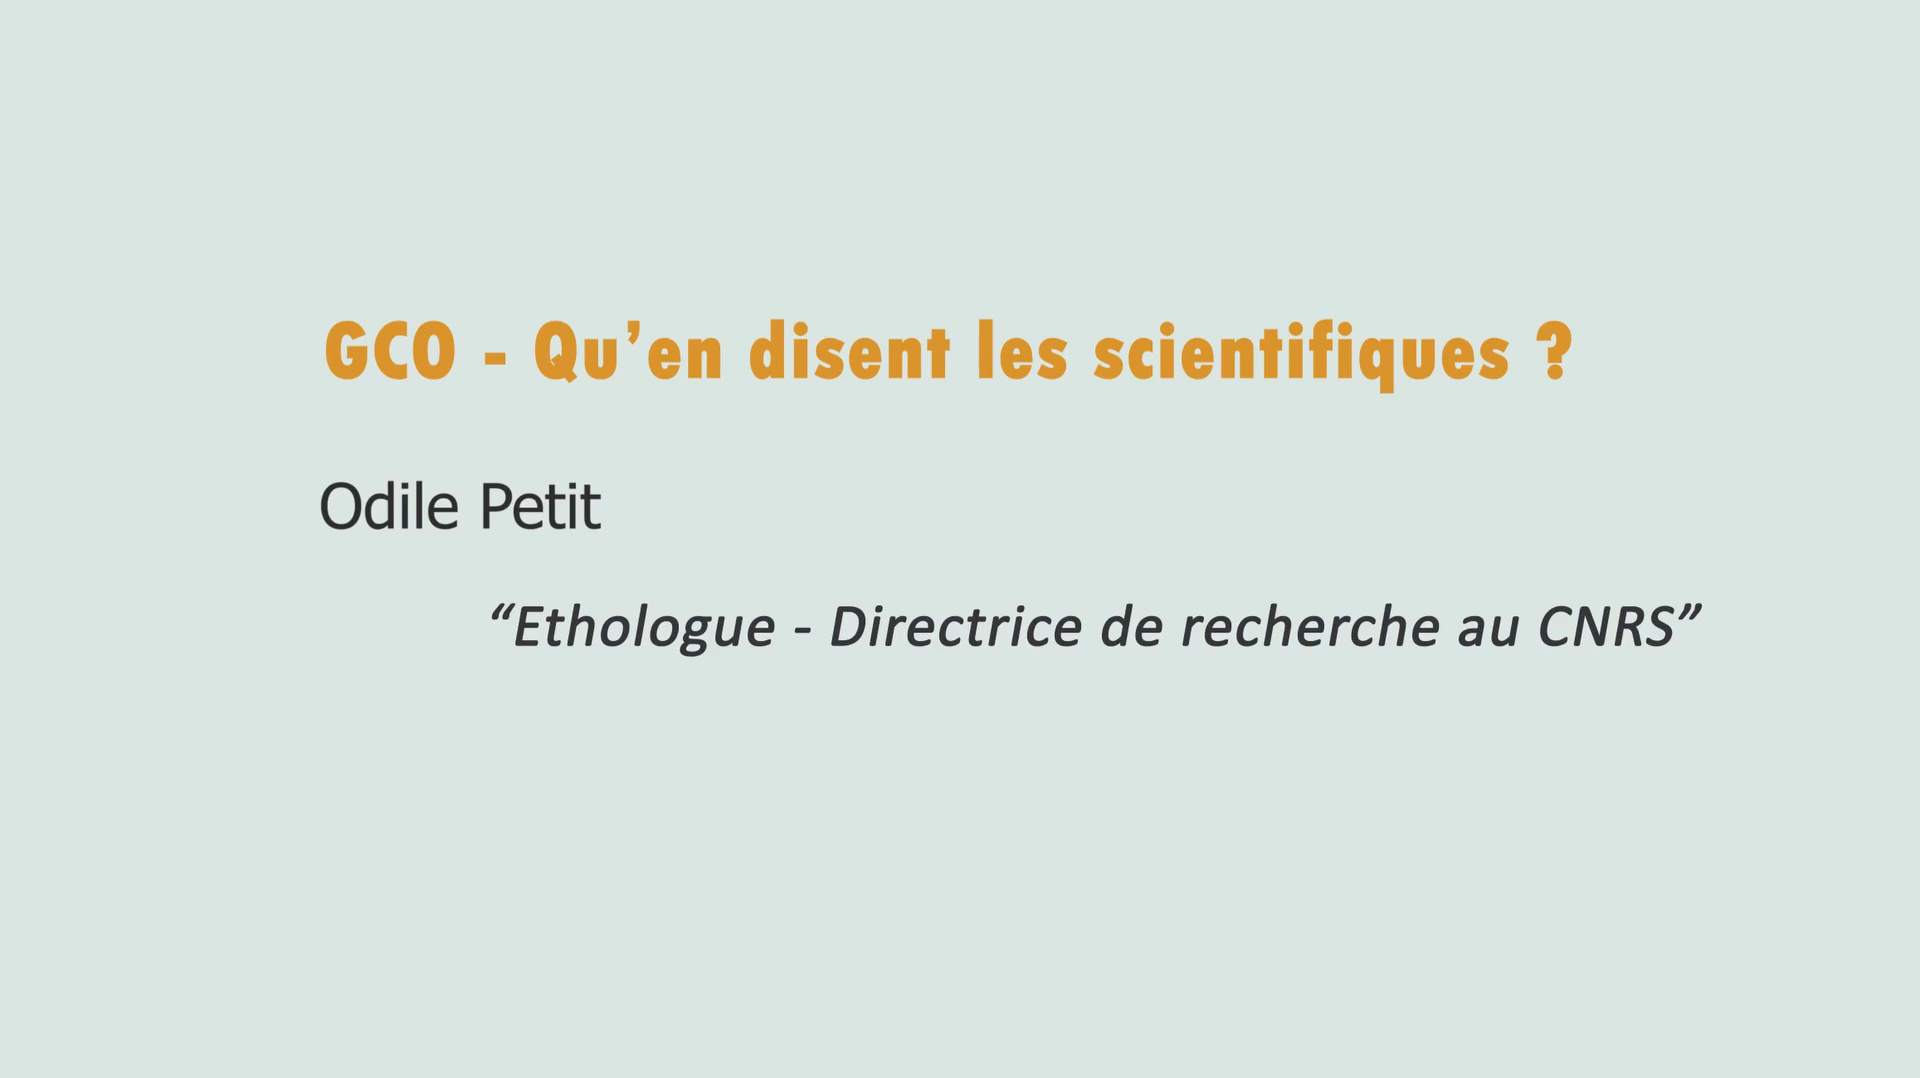 GCO - Qu’en disent les scientifiques ?
Odile Petit
“Ethologue - Directrice de recherche au CNRS”